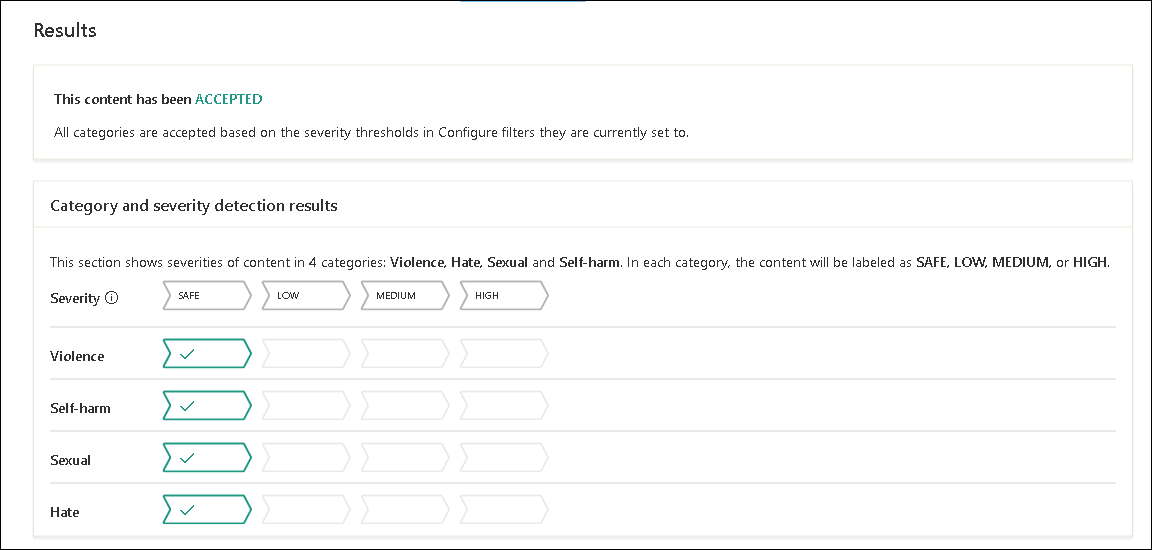 Results
This content has been ACCEPTED
All categories are accepted based on the severity thresholds in Configure filters they are currently set to.
Category and severity detection results
This section shows severities of content in 4 categories: Violence, Hate, Sexual and Self-harm. In each category, the content will be labeled as SAFE, LOW, MEDIUM, or HIGH.
Severity SAFE LOW MEDIUM HIGH
Violence
Self-harm
Sexual
Hate